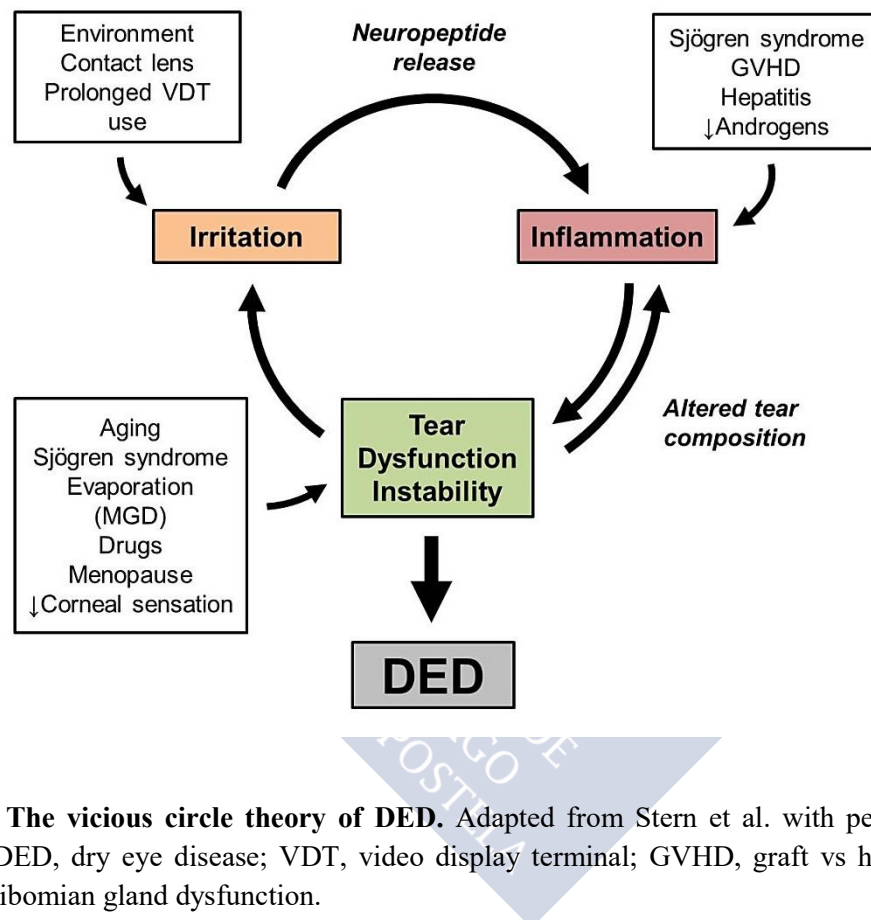 Environment
Contact lens
Prolonged VDT
use
Neuropeptide
release
Sjögren syndrome
GVHD
Hepatitis
↓Androgens
Irritation
Inflammation
Aging
Sjögren syndrome
Evaporation
(MGD)
Drugs
Menopause
↓Corneal sensation
Tear
Dysfunction
Instability
Altered tear
composition
DED
DE
GO
POSTELA
The vicious circle theory of DED. Adapted from Stern et al. with pe
DED, dry eye disease; VDT, video display terminal; GVHD, graft vs h
ibomian gland dysfunction.